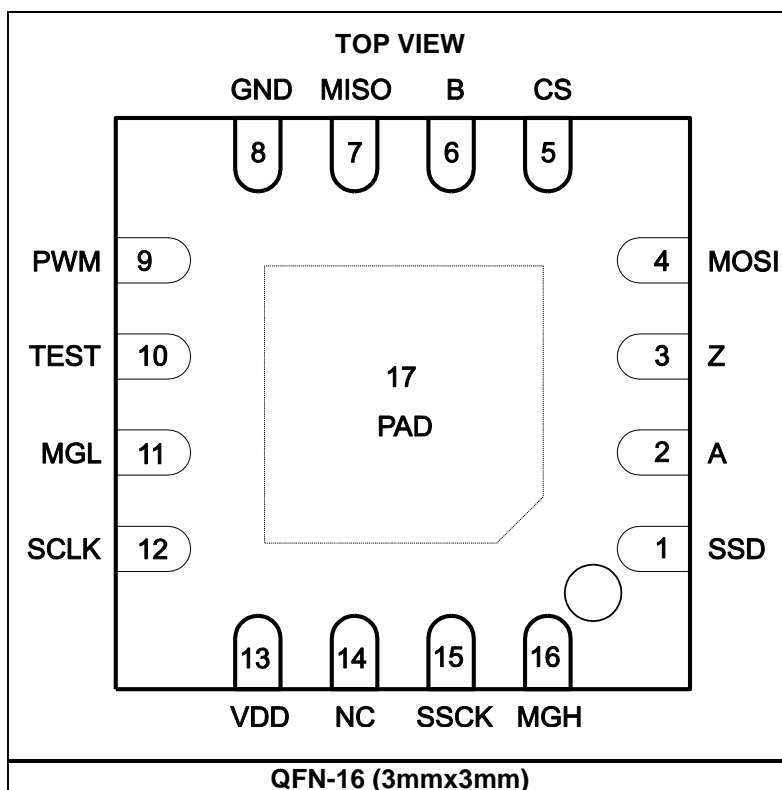 TOP VIEW
GND MISO B CS
8 7 6 5
PWM 9 4 MOSI
TEST 10 3 Z
17
PAD
MGL 11 2 A
SCLK 12 1 SSD
13 14 15 16
VDD NC SSCK MGH
QFN-16 (3mmx3mm)